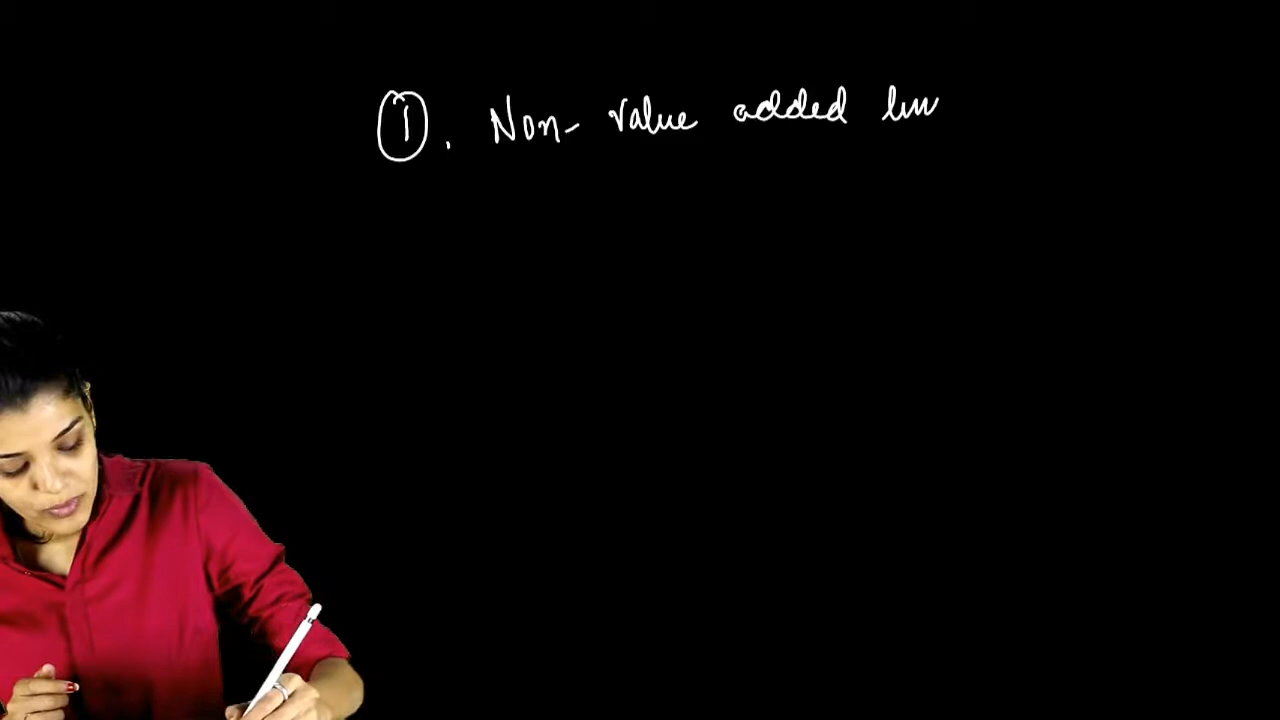 ① . Non- value added